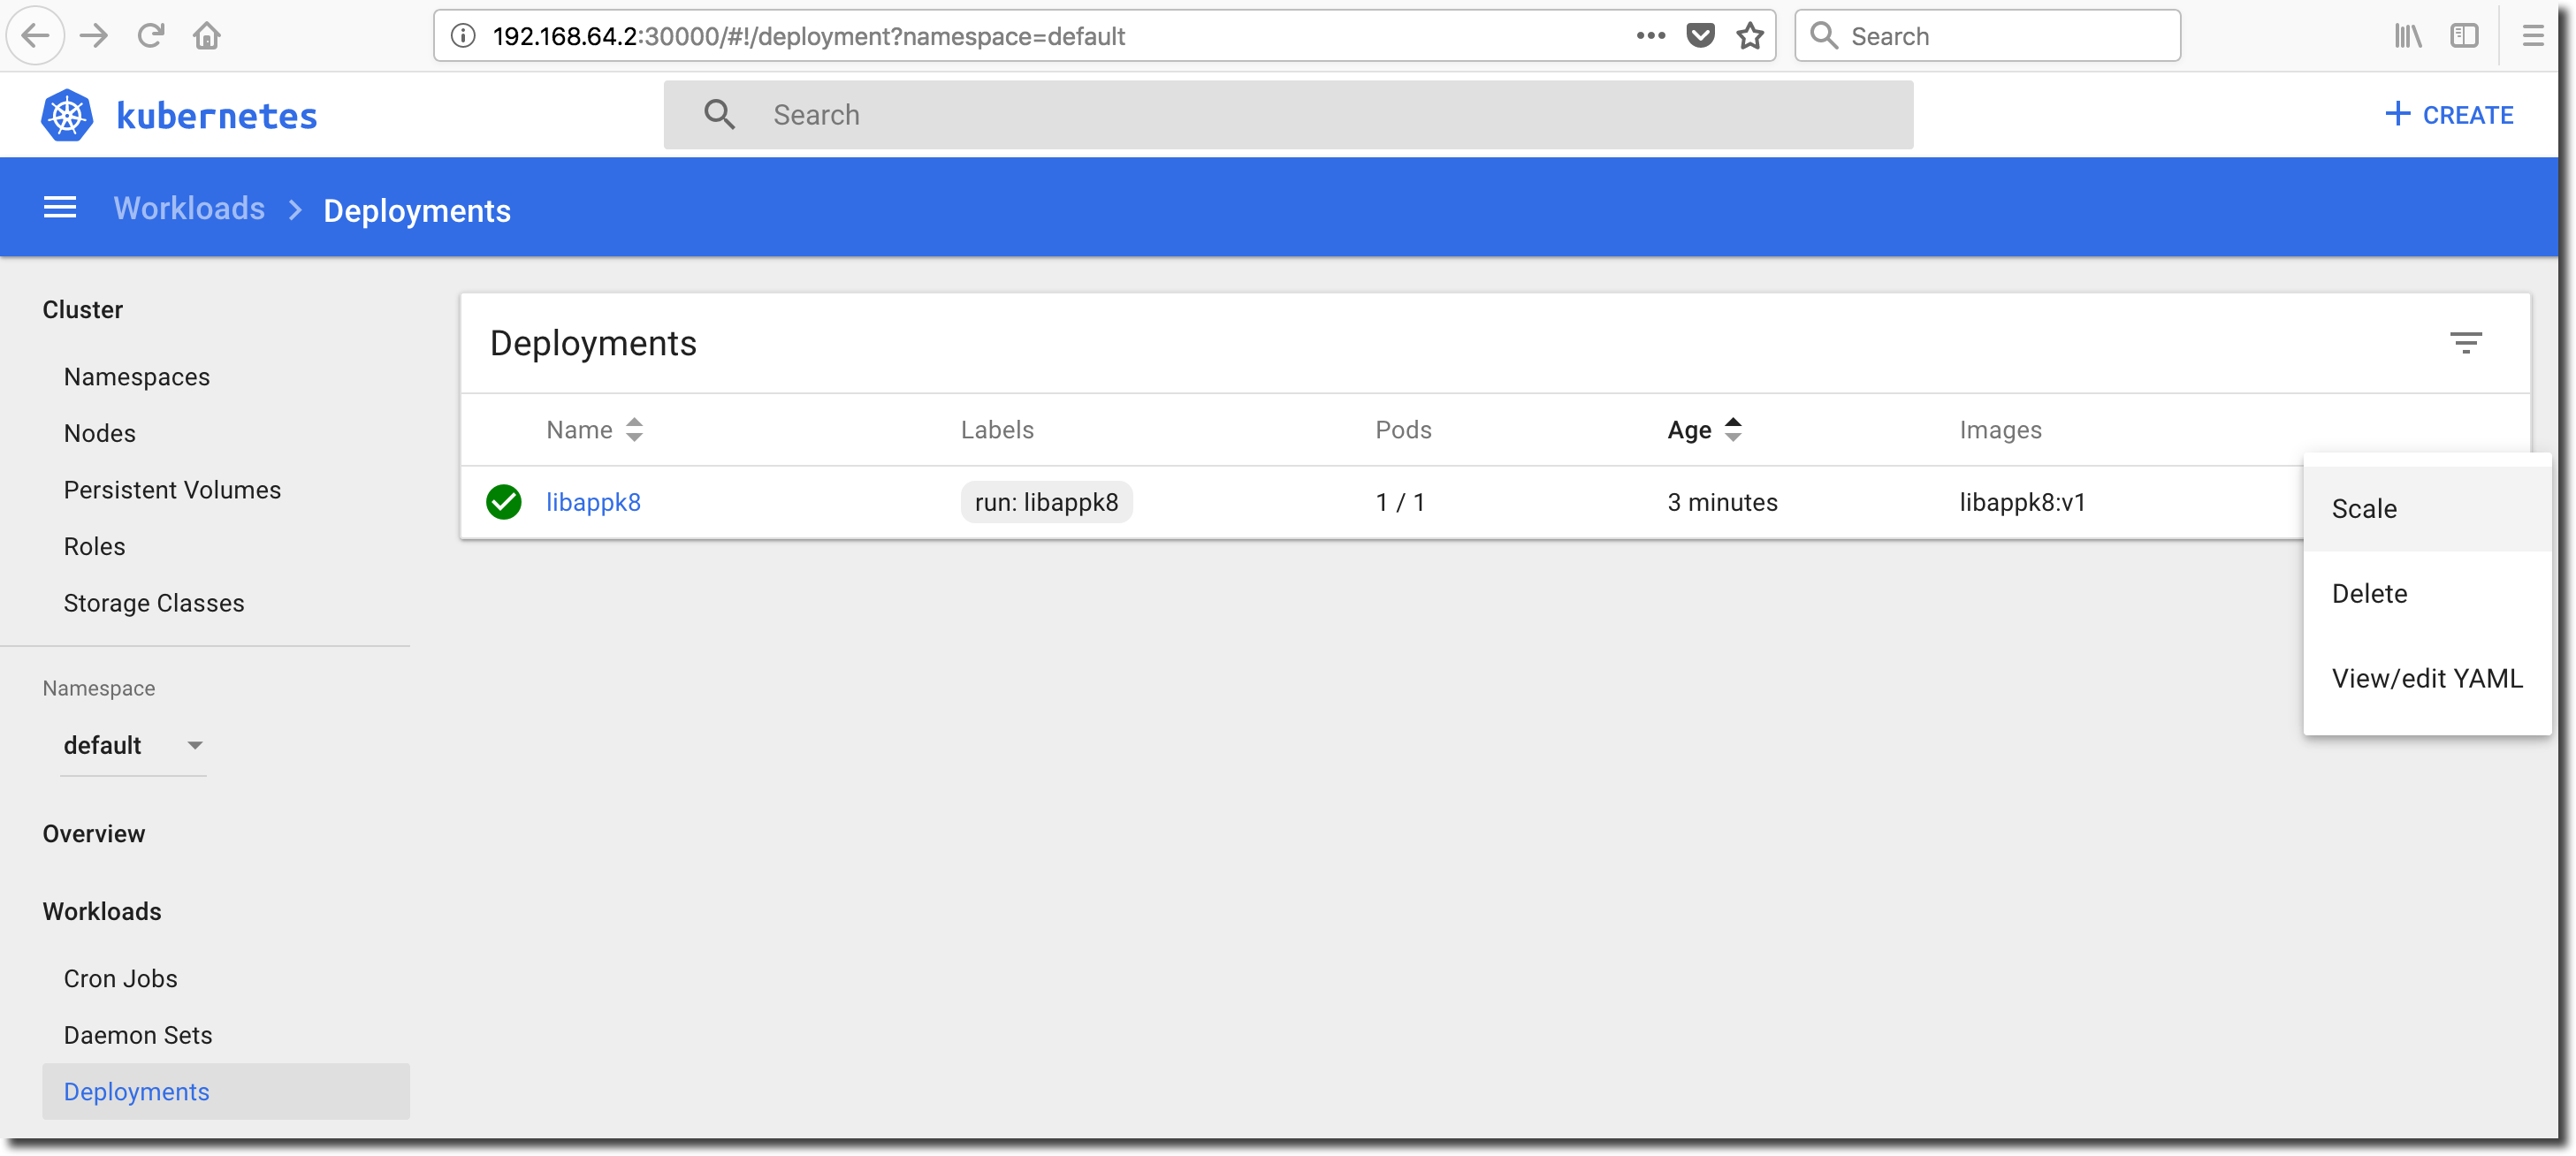 192.168.64.2:30000/#!/deployment?namespace=default
Search
kubernetes
Search
CREATE
Workloads > Deployments
Cluster
Namespaces
Nodes
Persistent Volumes
Roles
Storage Classes
Namespace
default
Overview
Workloads
Cron Jobs
Daemon Sets
Deployments
Deployments
Name Labels Pods Age Images
libappk8 run: libappk8 1 / 1 3 minutes libappk8:v1
Scale
Delete
View/edit YAML